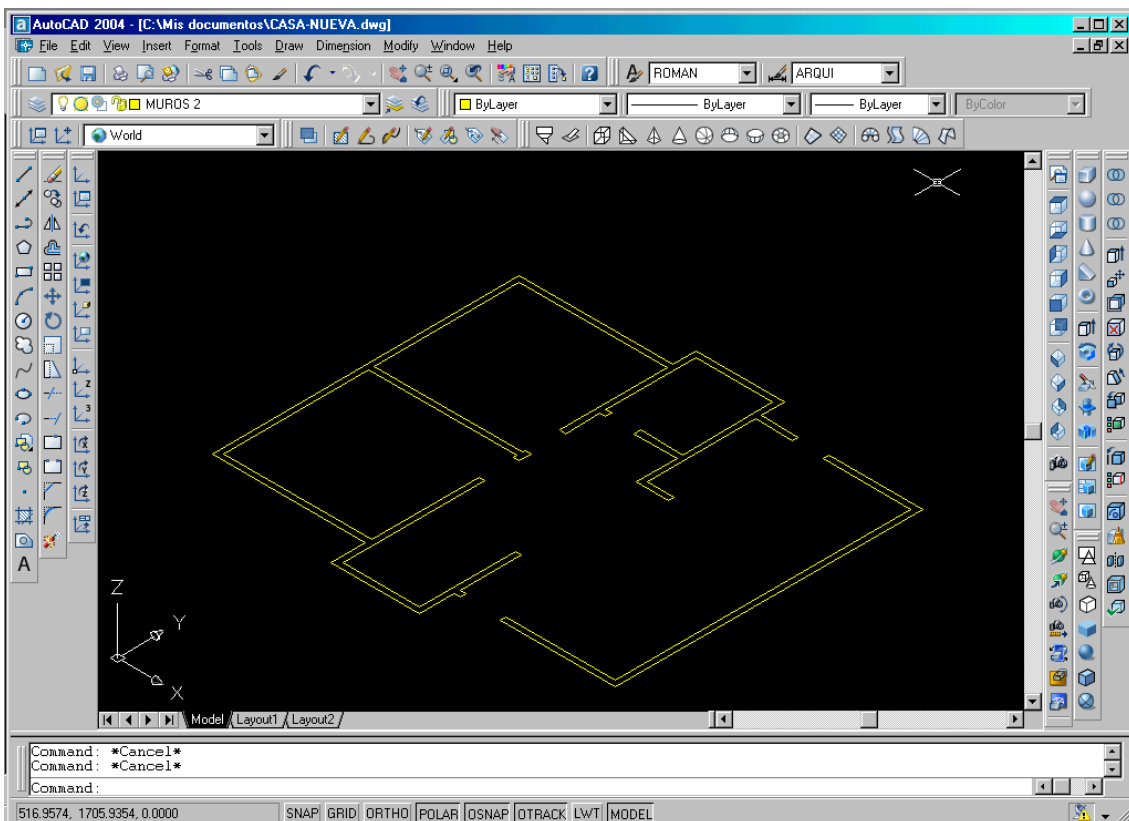 AutoCAD 2004 - [C:\Mis documentos\CASA-NUEVA.dwg]
File Edit View Insert Format Tools Draw Dimension Modify Window Help
ROMAN ARQUI
MUROS 2 ByLayer ByLayer ByLayer ByColor
World
Z
Y
X
Model Layout1 Layout2
Command: *Cancel*
Command: *Cancel*
Command:
516.9574, 1705.9354, 0.0000 SNAP GRID ORTHO POLAR OSNAP OTRACK LWT MODEL